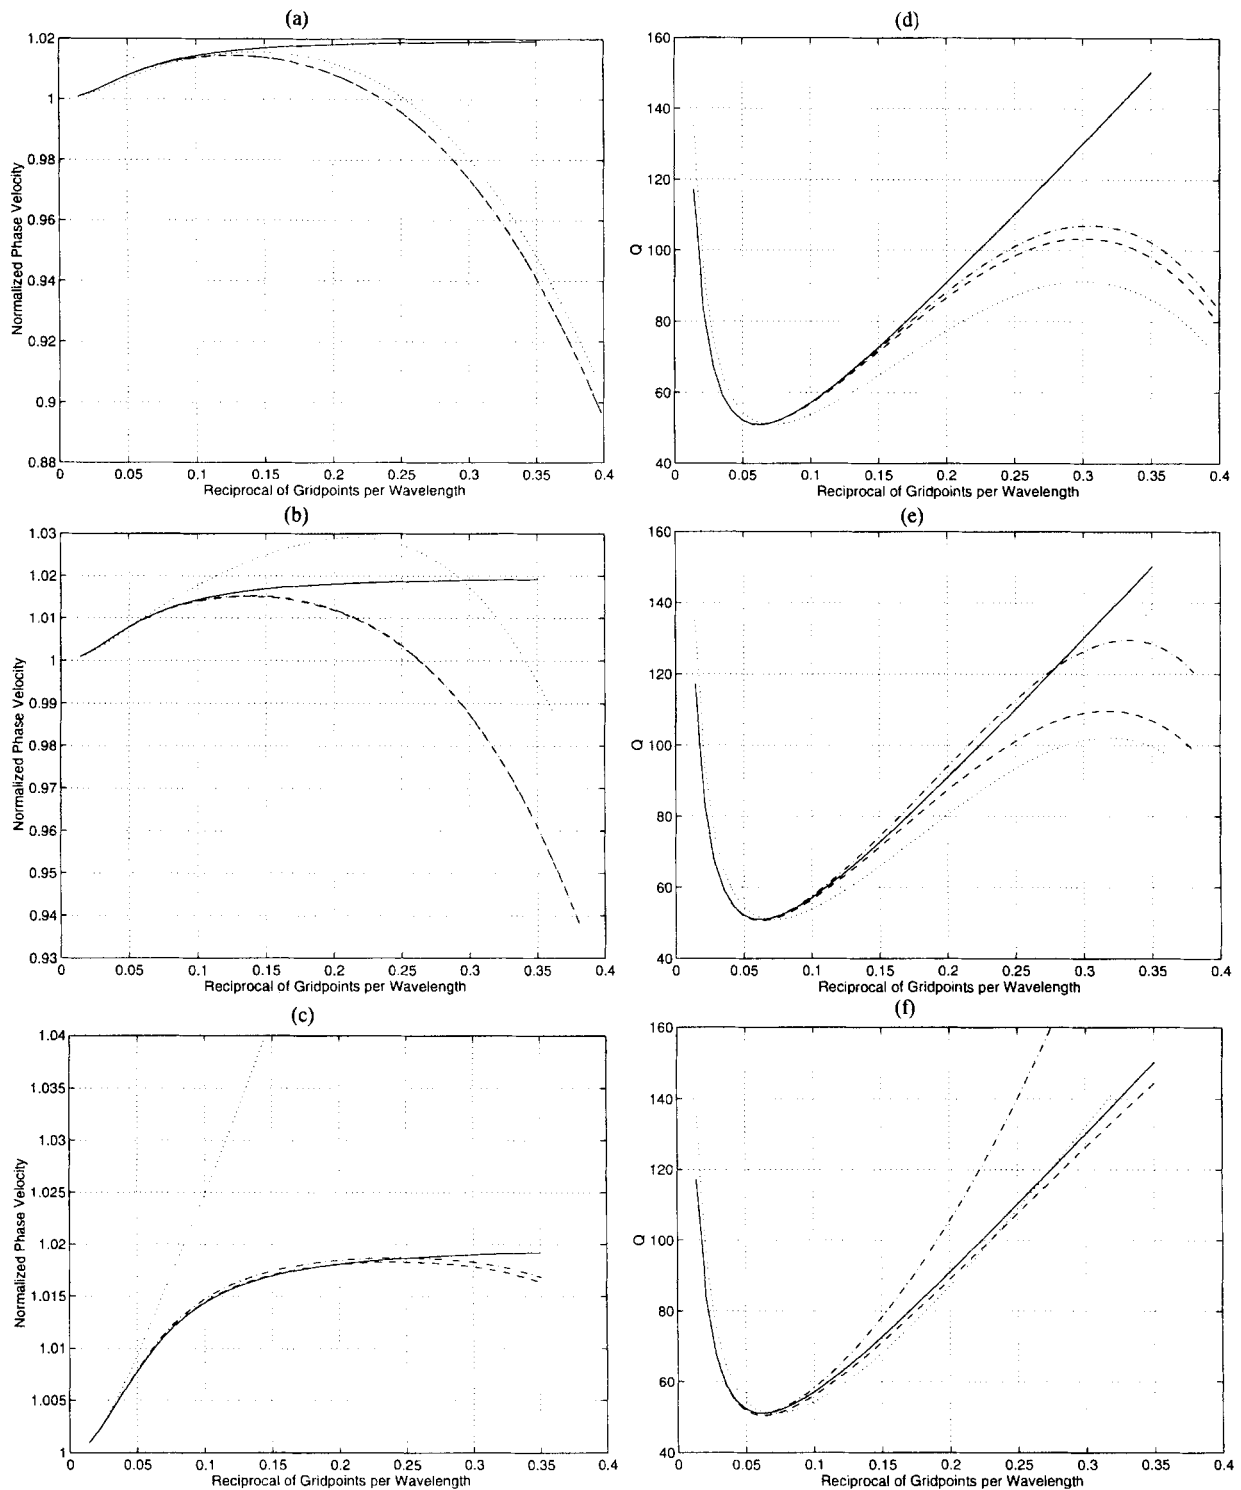 (a)
1.02
1
0.98
0.96
0.94
0.92
0.9
0.88
Normalized Phase Velocity
0 0.05 0.1 0.15 0.2 0.25 0.3 0.35 0.4
Reciprocal of Gridpoints per Wavelength
(d)
160
140
120
100
80
60
40
Q
0 0.05 0.1 0.15 0.20 0.25 0.30 0.35 0.4
Reciprocal of Gridpoints per Wavelength
(b)
1.03
1.02
1.01
1
0.99
0.98
0.97
0.96
0.95
0.94
0.93
Normalized Phase Velocity
0 0.05 0.1 0.15 0.2 0.25 0.3 0.35 0.4
Reciprocal of Gridpoints per Wavelength
(e)
160
140
120
100
80
60
40
Q
0 0.05 0.1 0.15 0.2 0.25 0.3 0.35 0.4
Reciprocal of Gridpoints per Wavelength
(c)
1.04
1.035
1.03
1.025
1.02
1.015
1.01
1.005
1
Normalized Phase Velocity
0 0.05 0.1 0.15 0.2 0.25 0.3 0.35 0.4
Reciprocal of Gridpoints per Wavelength
(f)
160
140
120
100
80
60
40
Q
0 0.05 0.1 0.15 0.2 0.25 0.3 0.35 0.4
Reciprocal of Gridpoints per Wavelength